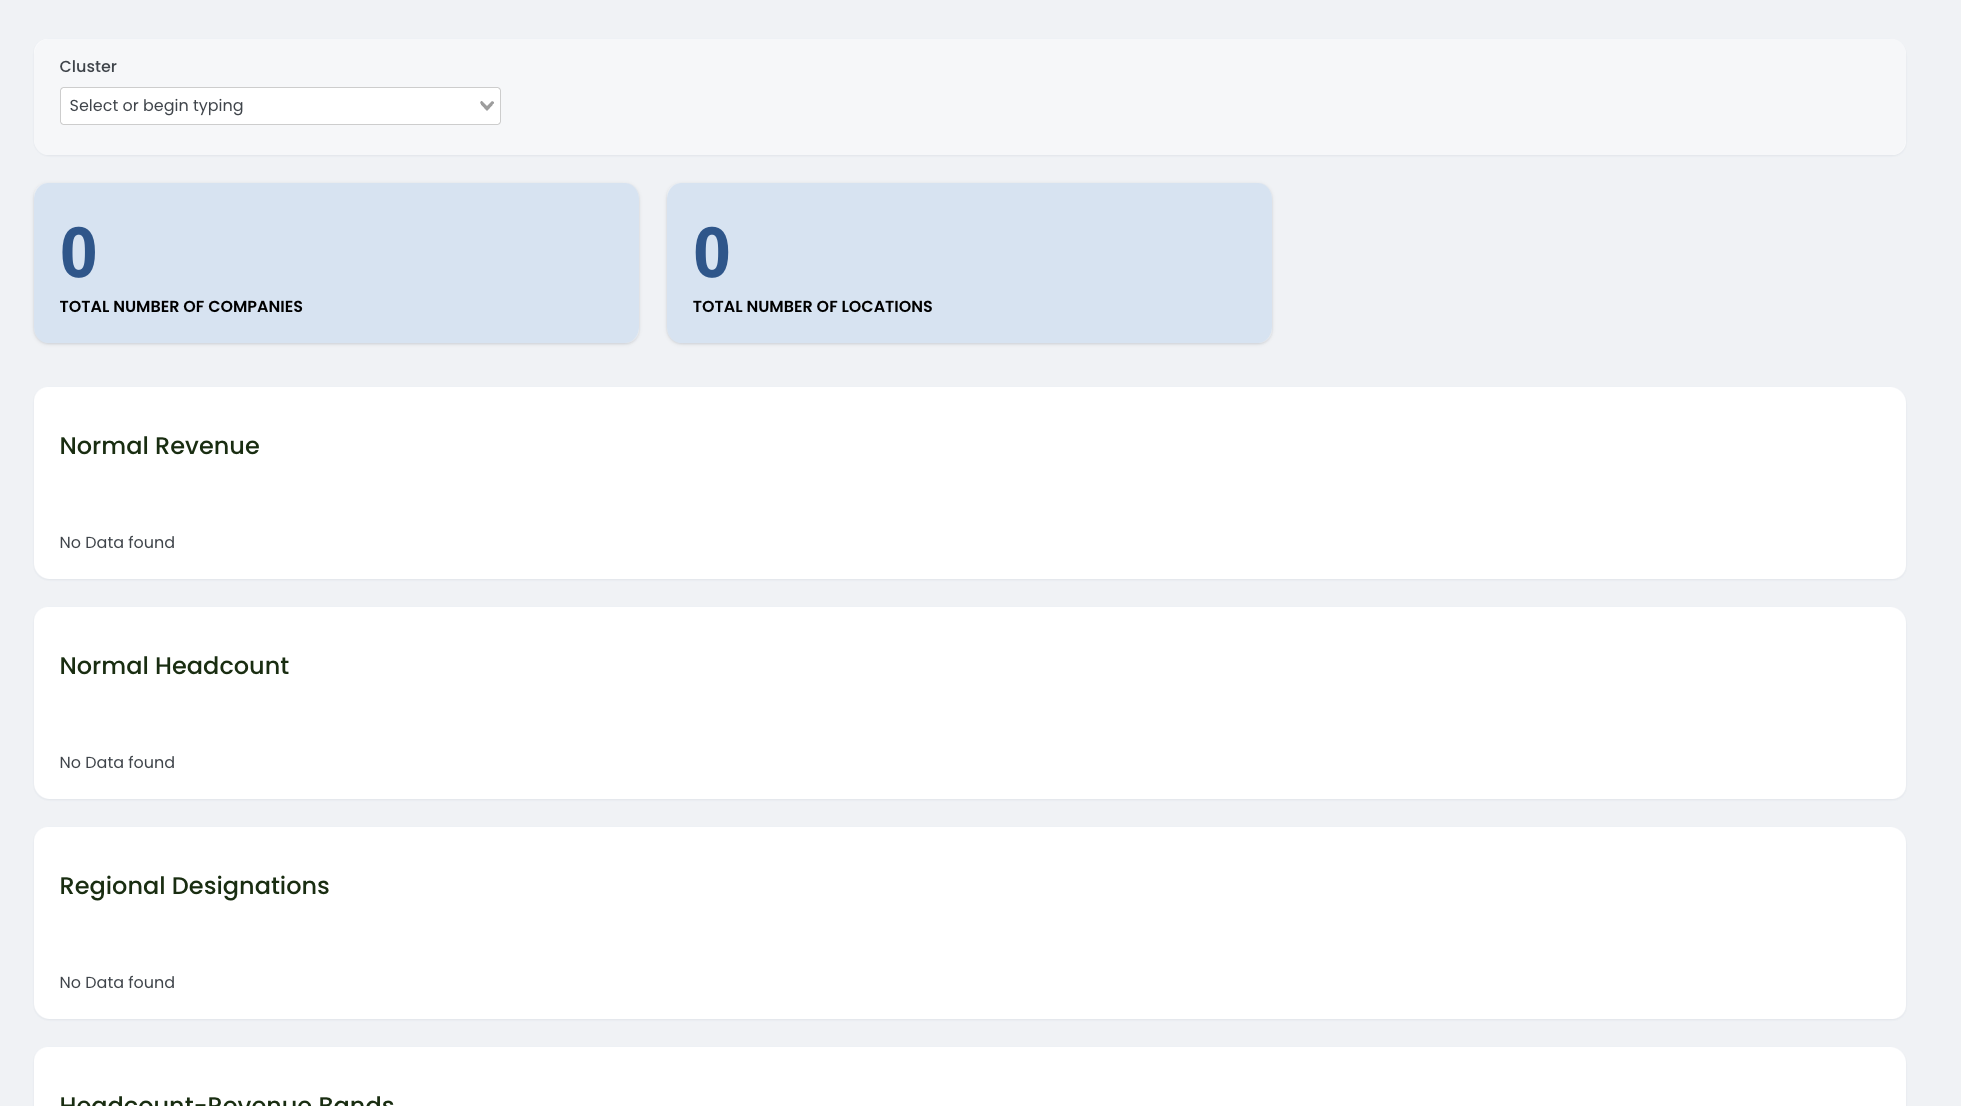 Cluster
Select or begin typing
0
TOTAL NUMBER OF COMPANIES
0
TOTAL NUMBER OF LOCATIONS
Normal Revenue
No Data found
Normal Headcount
No Data found
Regional Designations
No Data found
Headcount-Revenue Bands